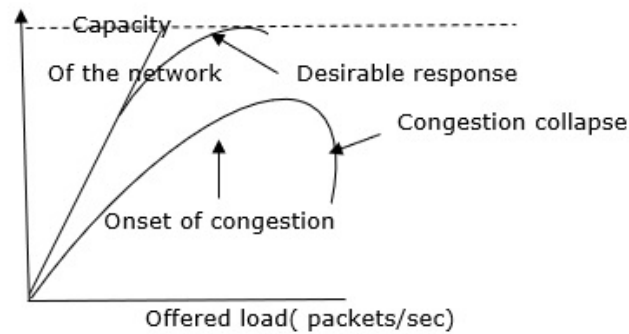 Capacity
Of the network
Desirable response
Congestion collapse
Onset of congestion
Offered load( packets/sec)